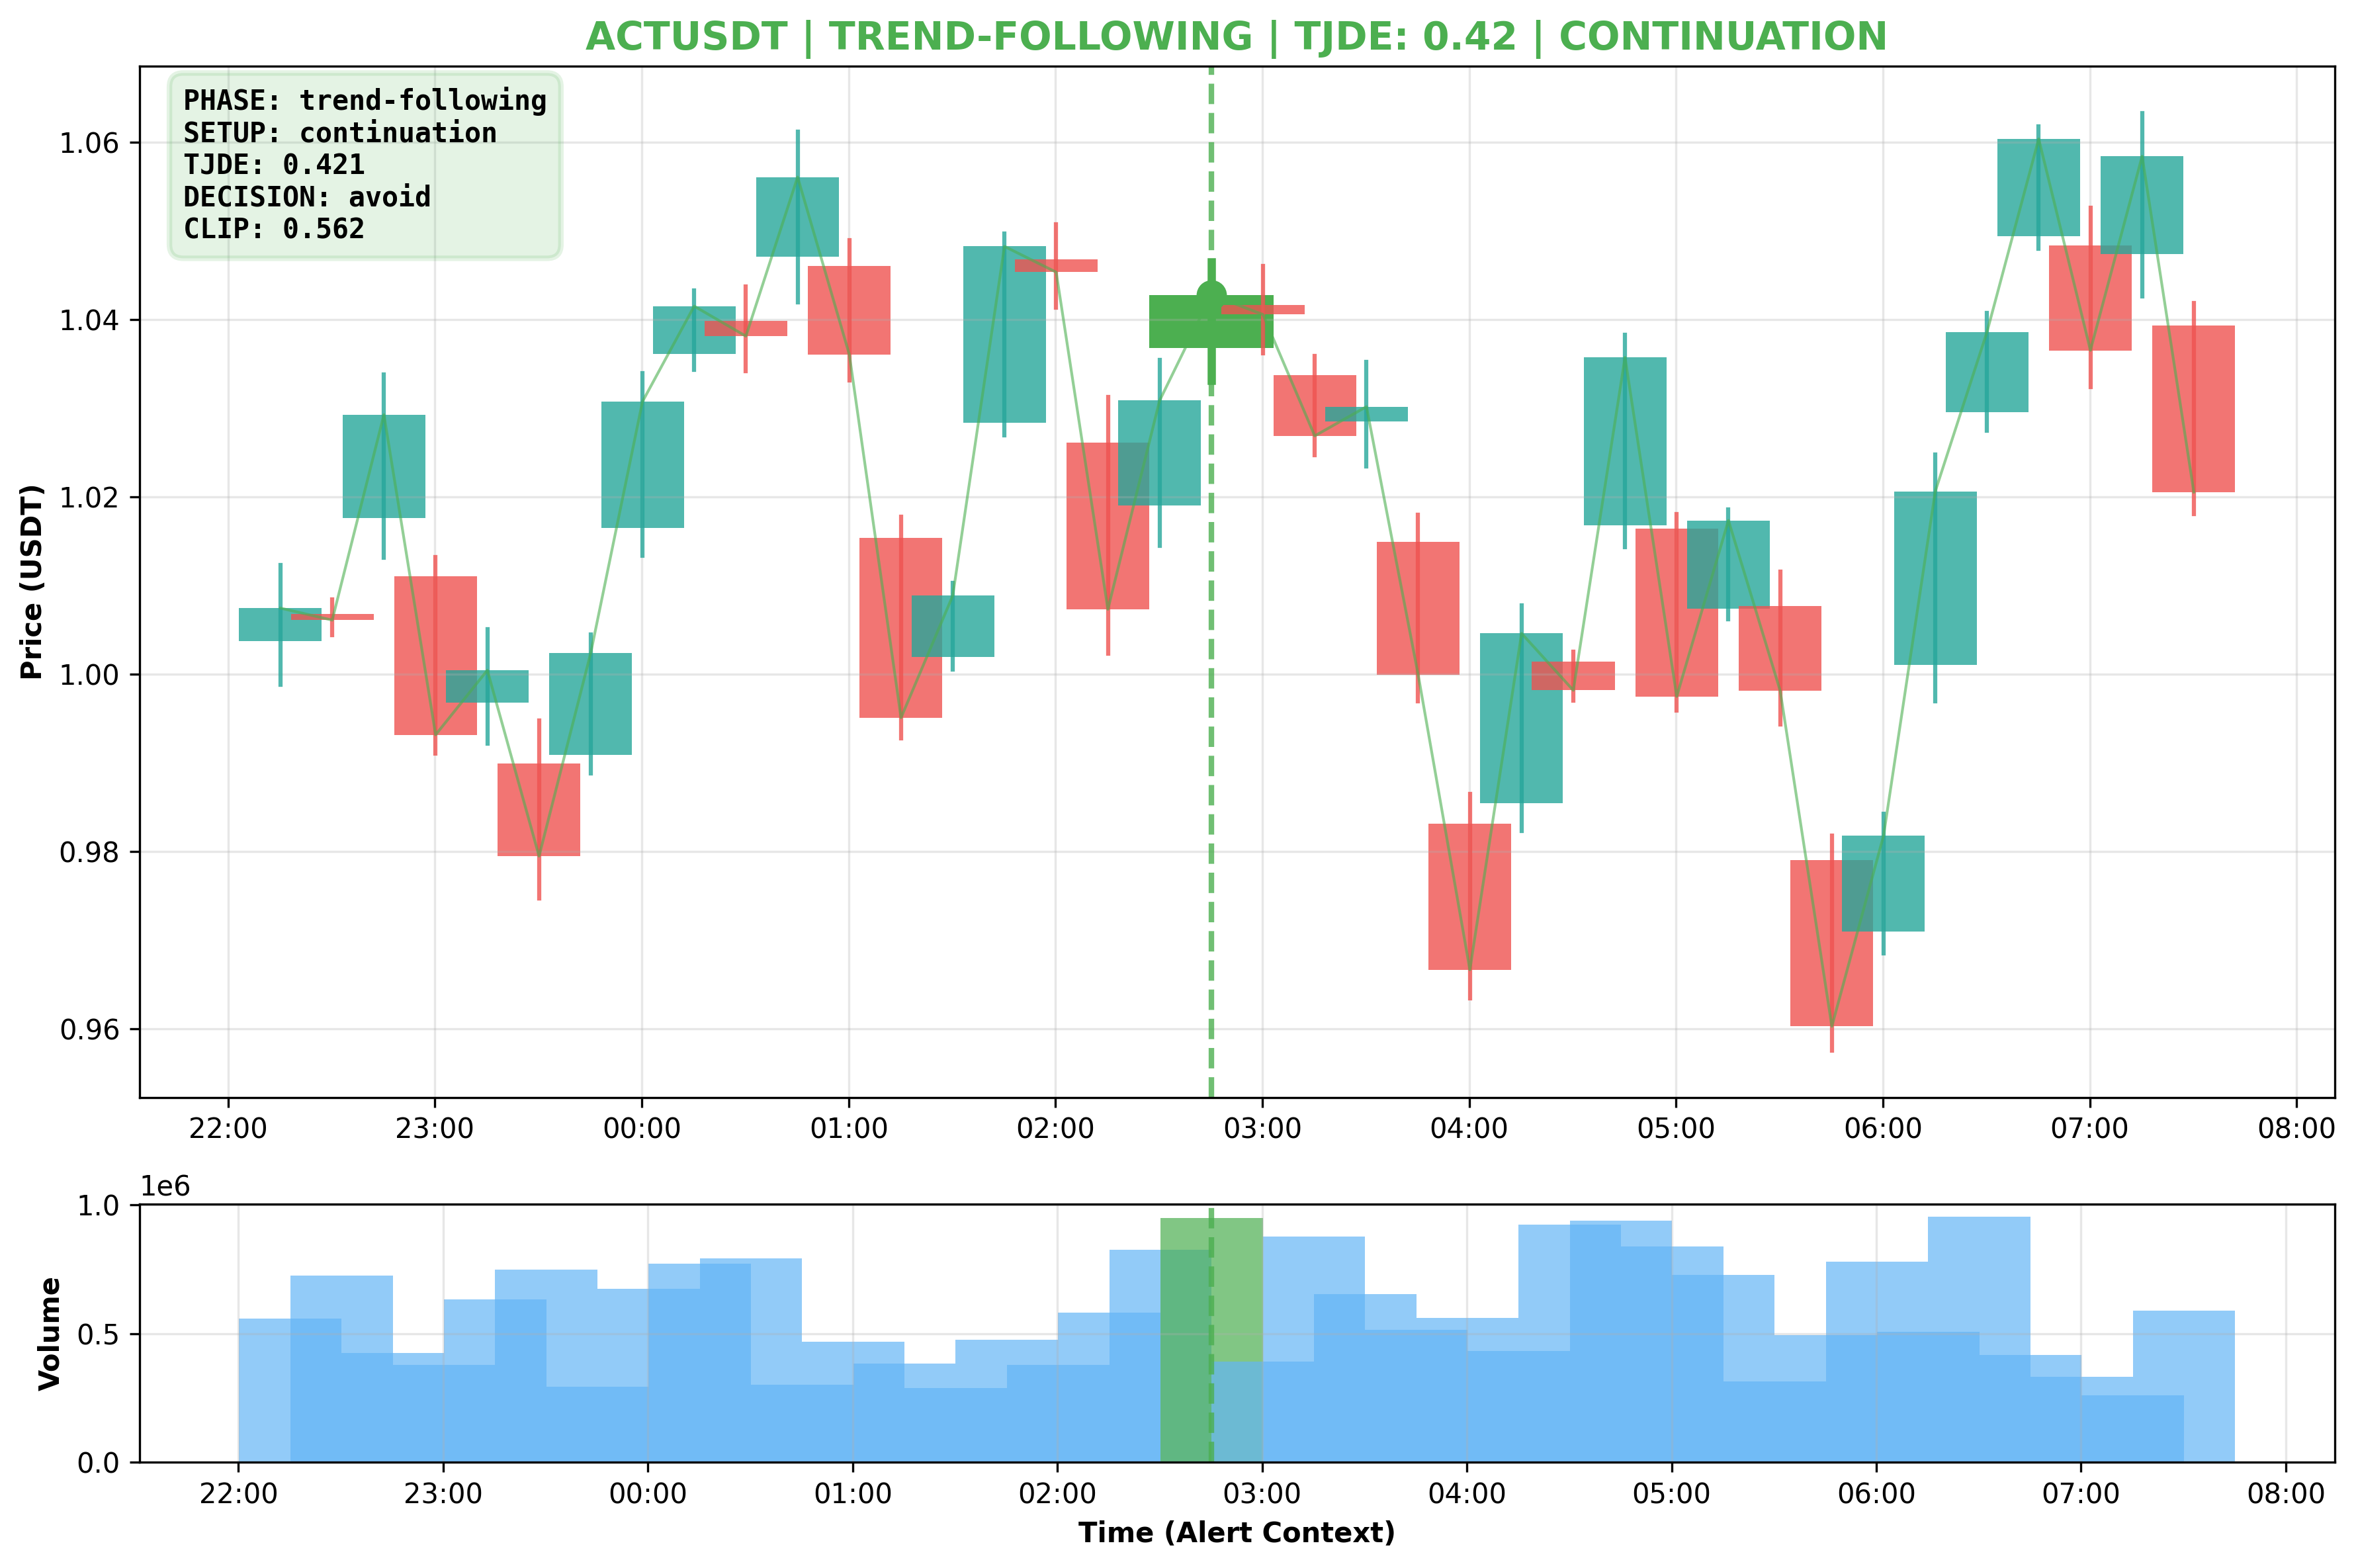 ACTUSDT | TREND-FOLLOWING | TJDE: 0.42 | CONTINUATION
PHASE: trend-following
SETUP: continuation
TJDE: 0.421
DECISION: avoid
CLIP: 0.562
Price (USDT)
1.06
1.04
1.02
1.00
0.98
0.96
22:00 23:00 00:00 01:00 02:00 03:00 04:00 05:00 06:00 07:00 08:00
1e6
Volume
1.0
0.5
0.0
22:00 23:00 00:00 01:00 02:00 03:00 04:00 05:00 06:00 07:00 08:00
Time (Alert Context)